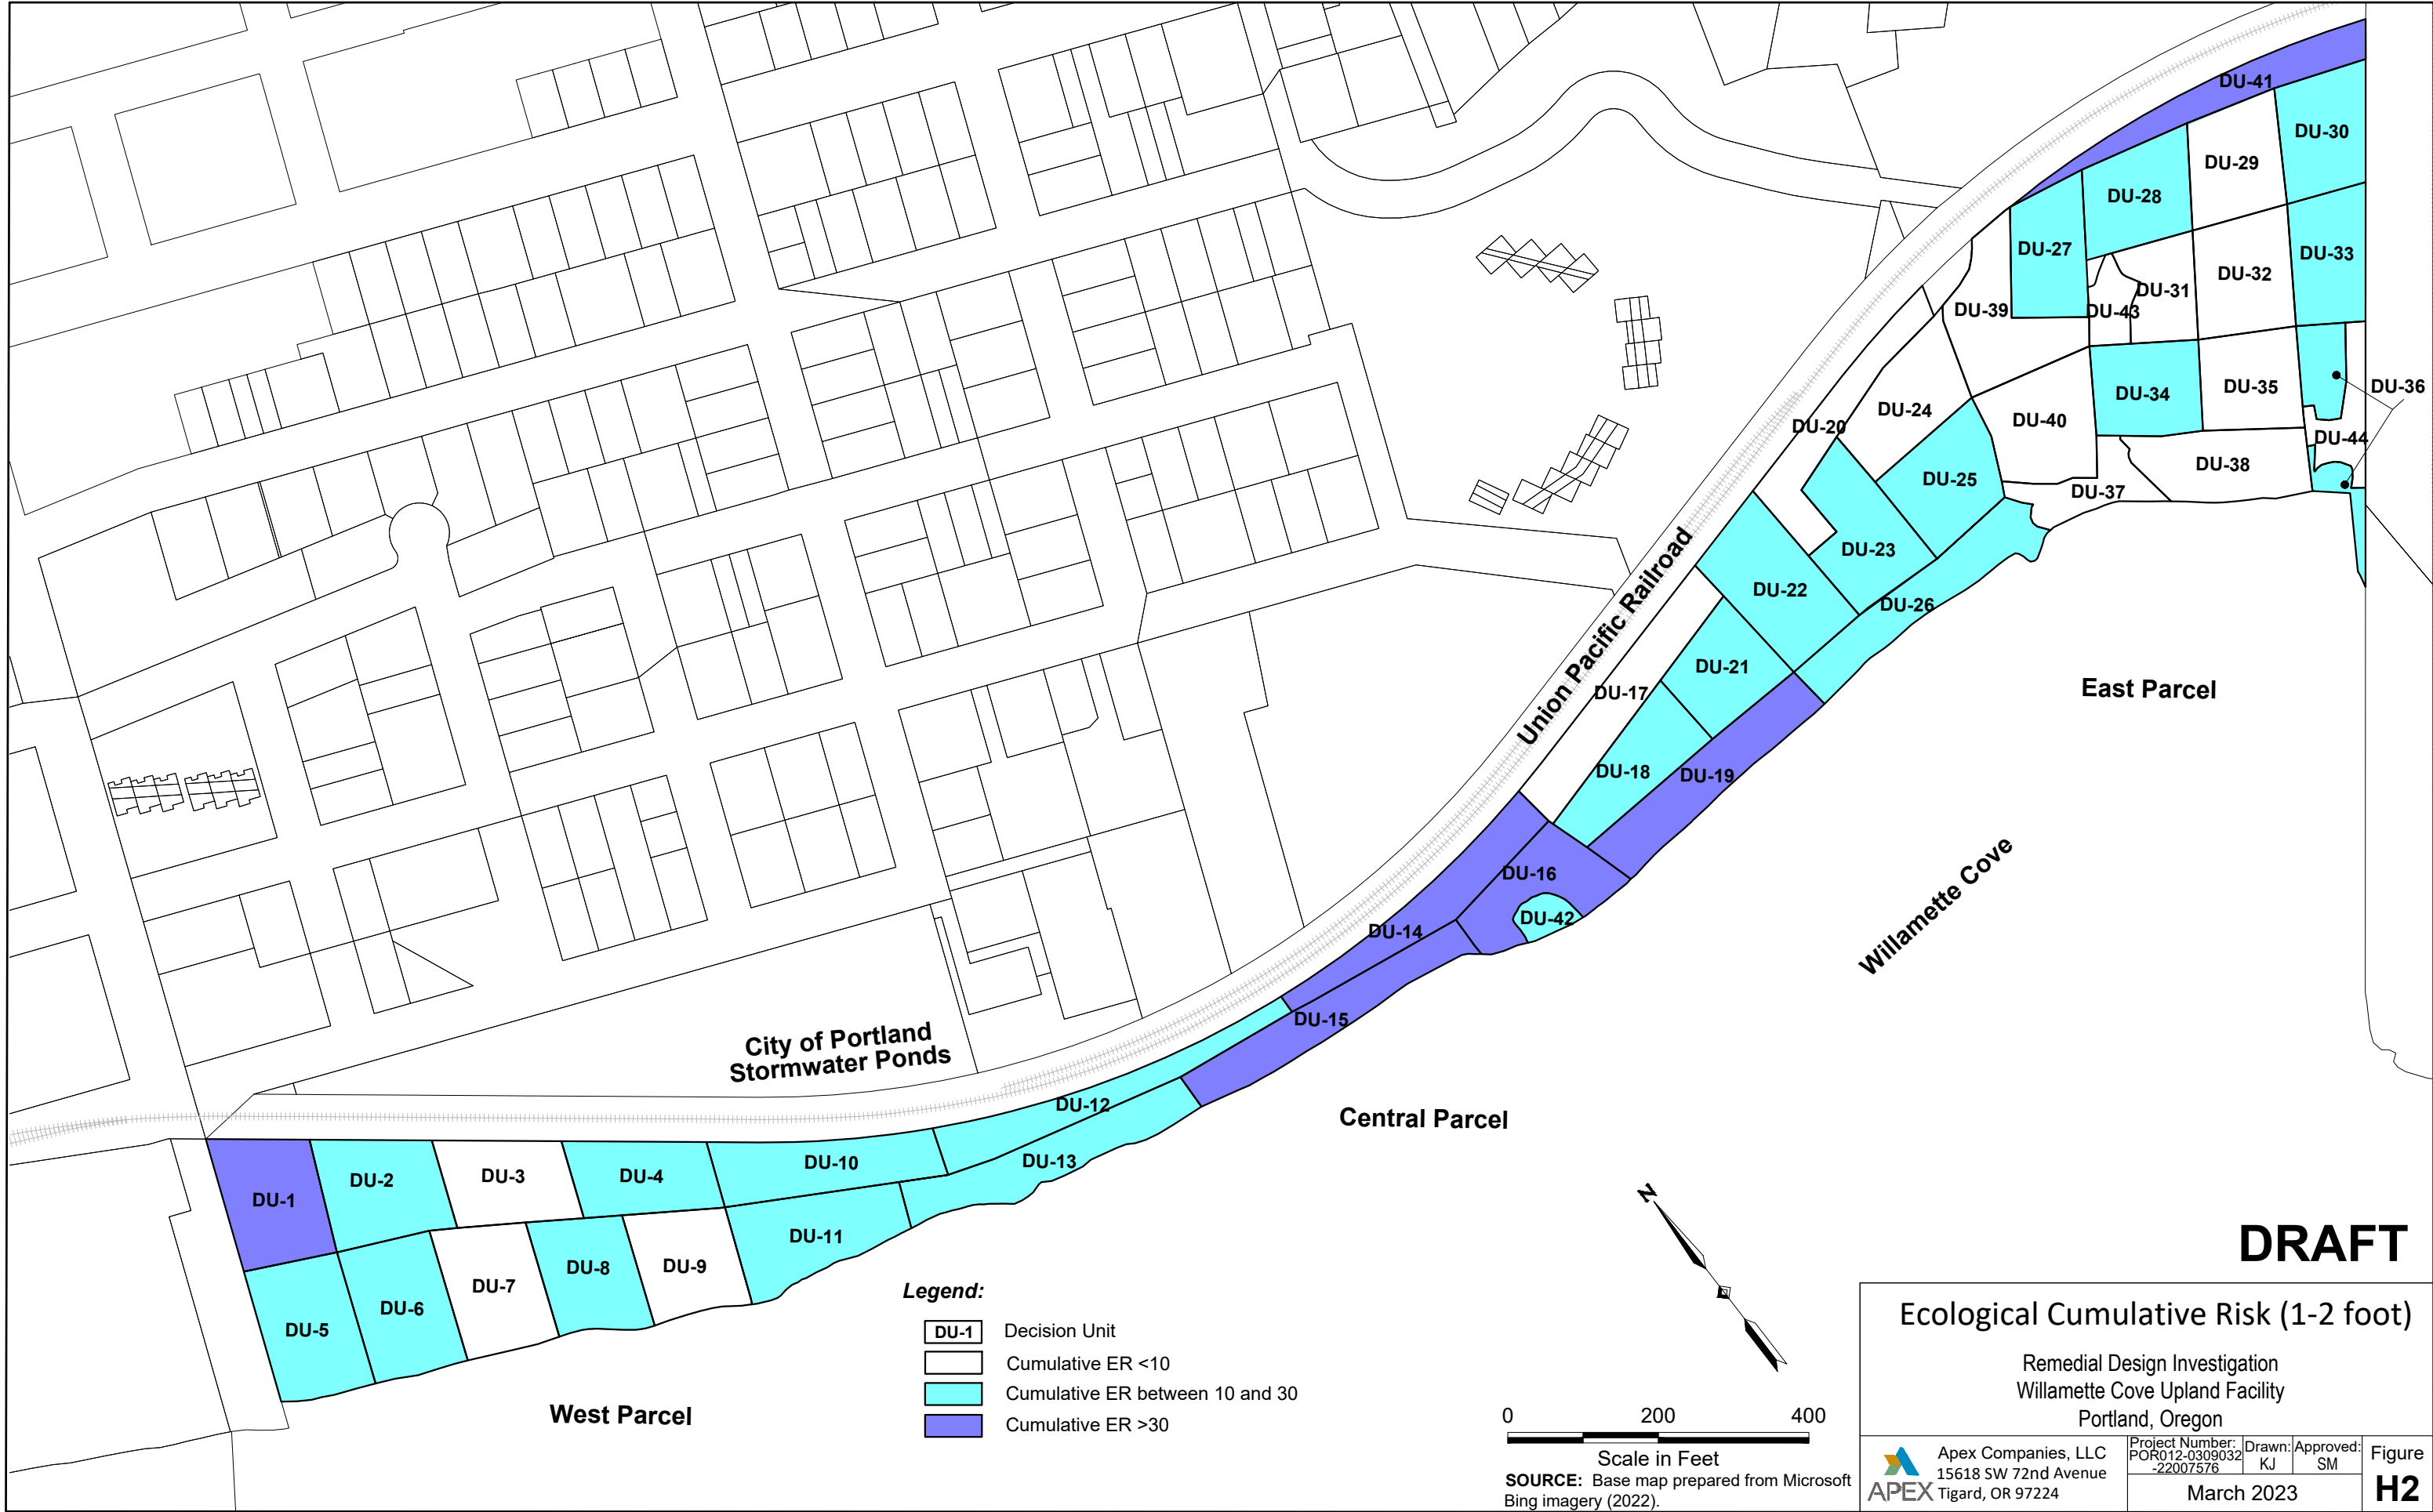 DU-41
DU-30
DU-29
DU-28
DU-27
DU-33
DU-32
DU-31
DU-43
DU-39
DU-36
DU-35
DU-34
DU-24
DU-40
DU-20
DU-44
DU-38
DU-25
DU-37
DU-23
DU-22
DU-26
Union Pacific Railroad
DU-21
East Parcel
DU-17
DU-18
DU-19
DU-16
DU-42
Willamette Cove
DU-14
DU-15
City of Portland
Stormwater Ponds
DU-12
Central Parcel
DU-13
DU-10
DU-4
DU-3
DU-2
DU-1
DU-11
DU-9
DU-8
DU-7
DU-6
DU-5
West Parcel
N
Legend:
DU-1 Decision Unit
Cumulative ER <10
Cumulative ER between 10 and 30
Cumulative ER >30
0 200 400
Scale in Feet
SOURCE: Base map prepared from Microsoft
Bing imagery (2022).
DRAFT
Ecological Cumulative Risk (1-2 foot)
Remedial Design Investigation
Willamette Cove Upland Facility
Portland, Oregon
APEX
Apex Companies, LLC
15618 SW 72nd Avenue
Tigard, OR 97224
Project Number:
POR012-0309032
-22007576
Drawn:
KJ
Approved:
SM
March 2023
Figure
H2